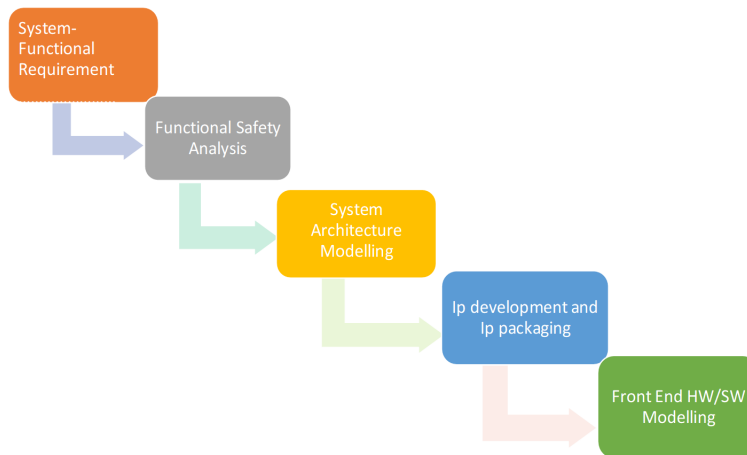 System-
Functional
Requirement
Functional Safety
Analysis
System
Architecture
Modelling
Ip development and
Ip packaging
Front End HW/SW
Modelling